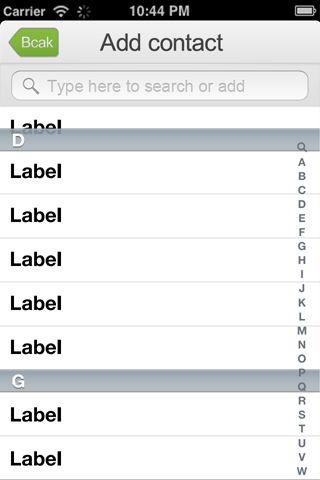 Carrier 10:44 PM
Bcak Add contact
Type here to search or add
Label
D
Label
Label
Label
Label
Label
G
Label
Label
A
B
C
D
E
F
G
H
I
J
K
L
M
N
O
P
Q
R
S
T
U
V
W